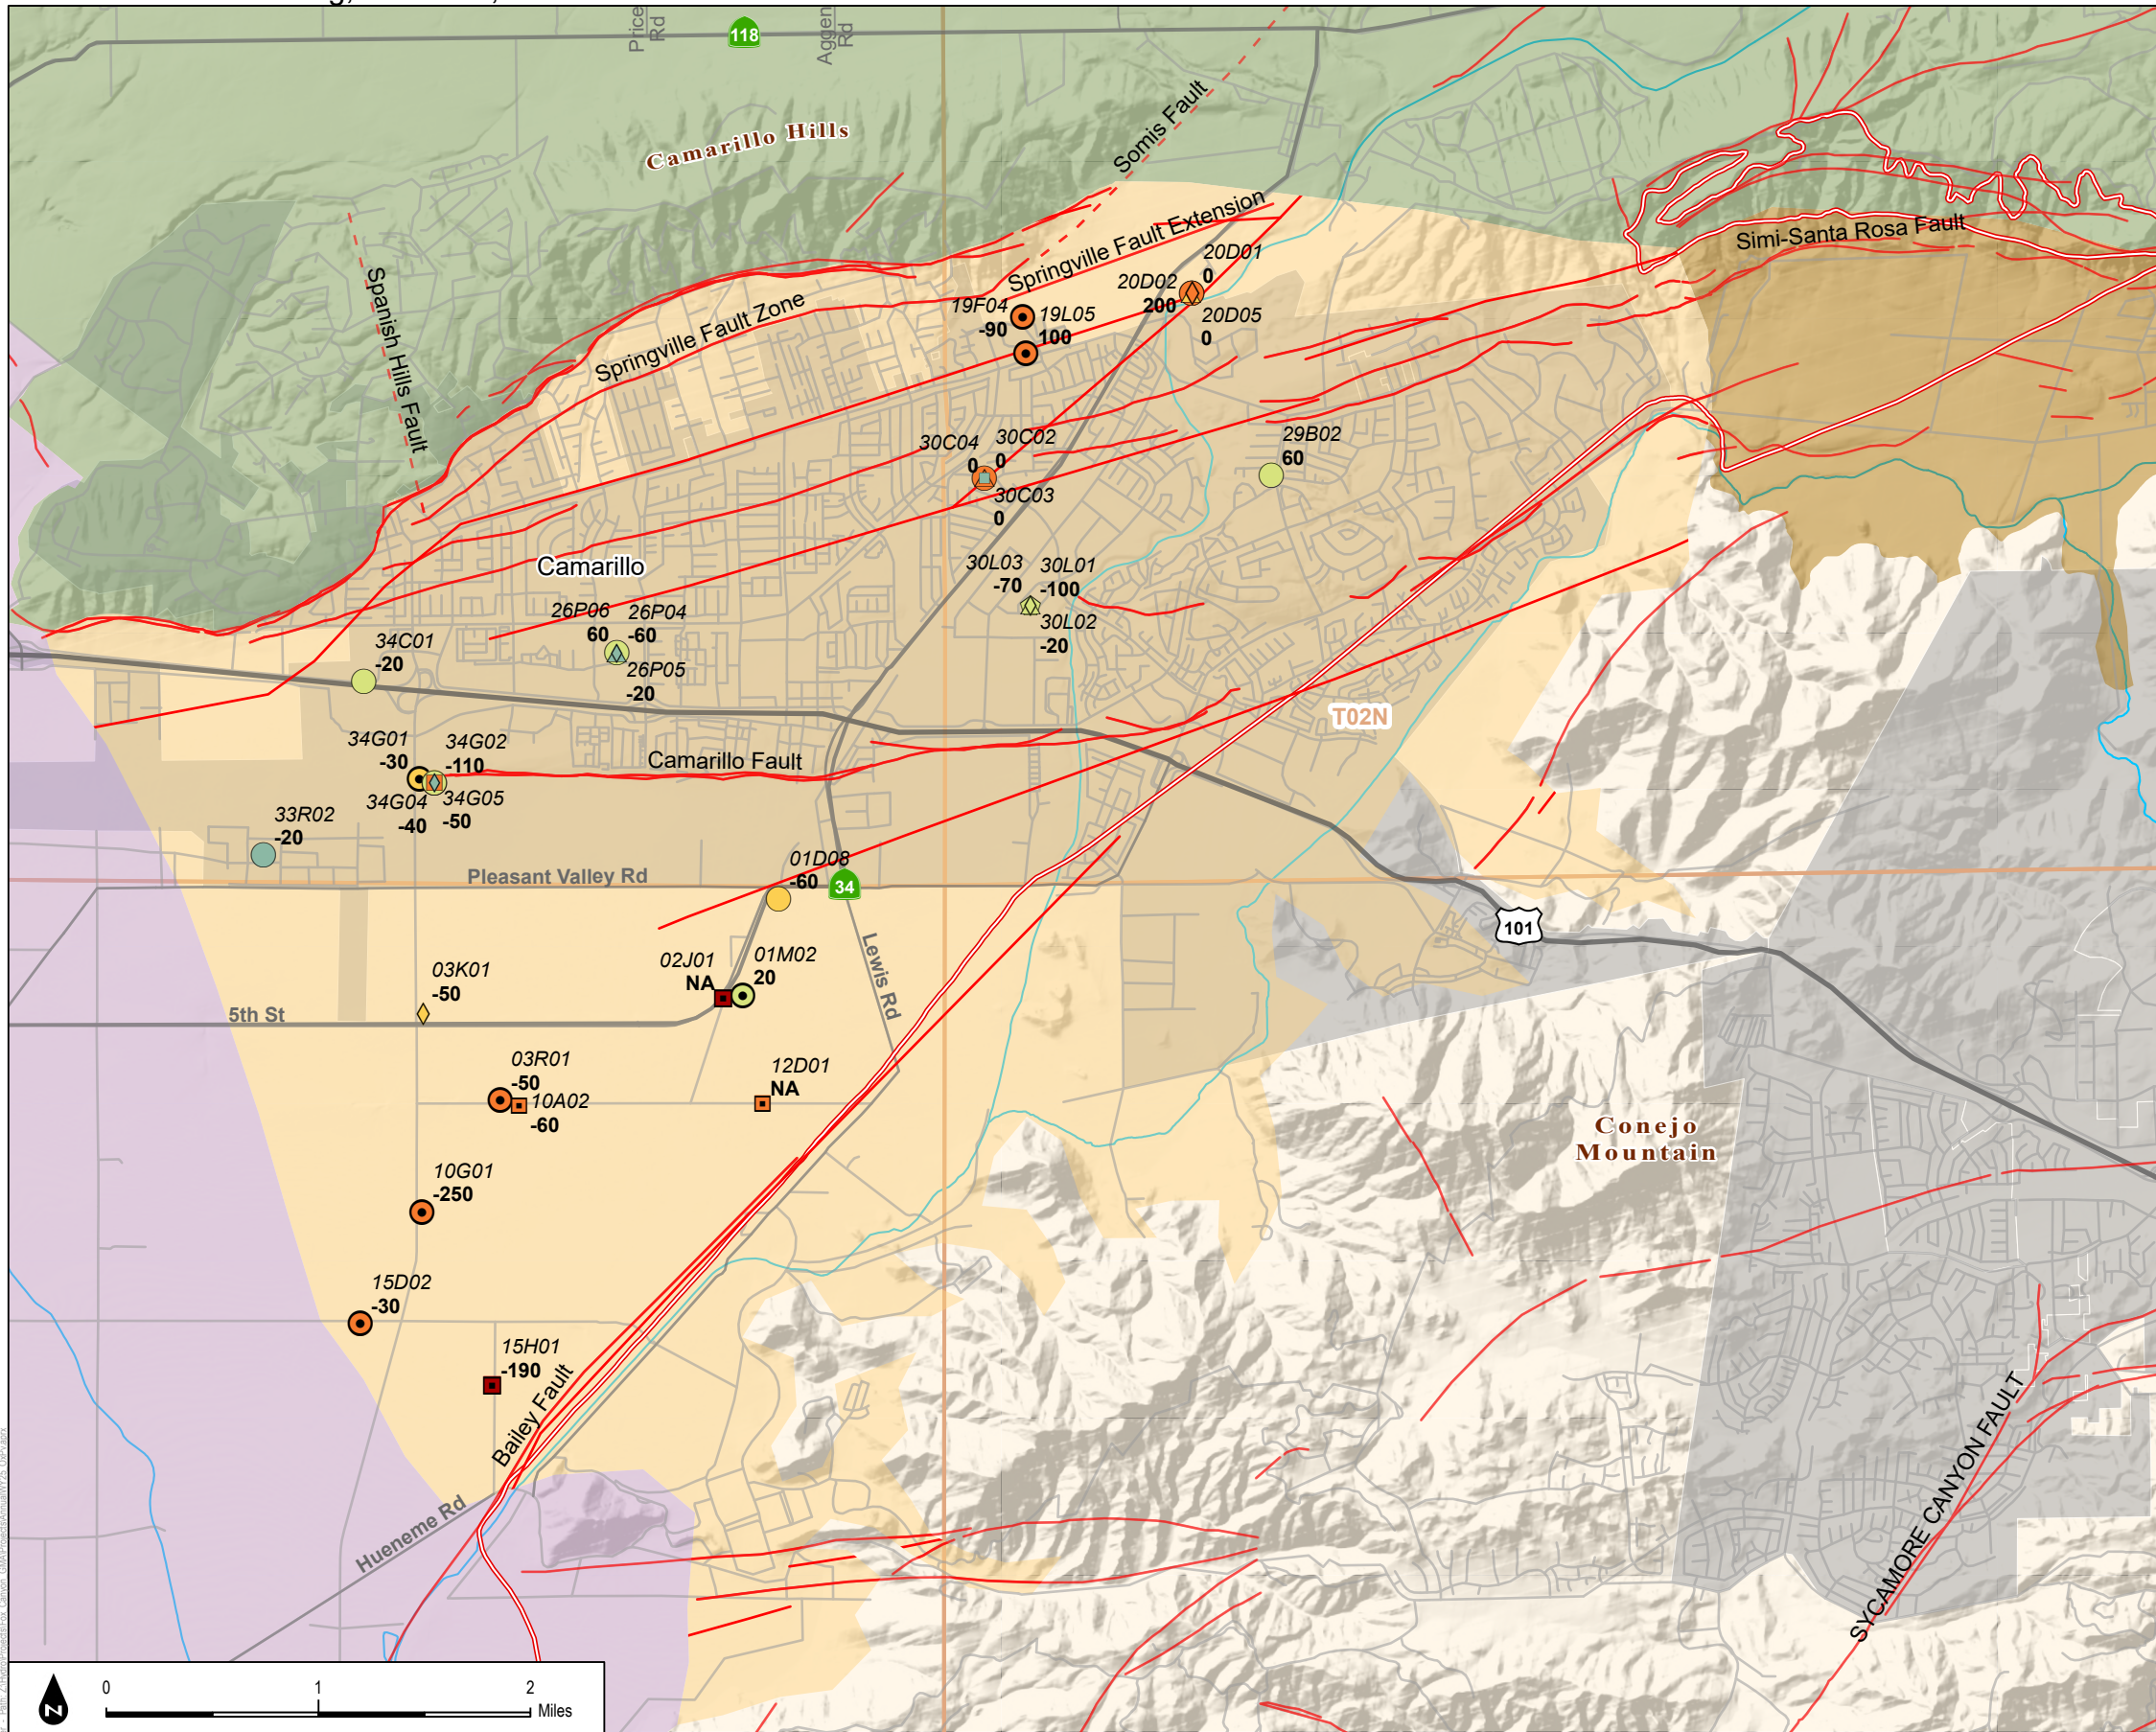 Price
Rd
118
Aggen
Rd
Camarillo Hills
Somis Fault
Springville Fault Extension
Simi-Santa Rosa Fault
Spanish Hills Fault
Springville Fault Zone
20D01
0
20D02
200
20D05
0
19F04
-90
19L05
100
30C04
0
30C02
0
30C03
0
29B02
60
Camarillo
30L03
-70
30L01
-100
30L02
-20
26P06
60
26P04
-60
26P05
-20
34C01
-20
T02N
34G01
-30
34G02
-110
Camarillo Fault
34G04
-40
34G05
-50
33R02
-20
01D08
-60
Pleasant Valley Rd
34
101
Lewis Rd
02J01
NA
01M02
20
03K01
-50
5th St
03R01
-50
10A02
-60
12D01
NA
Conejo
Mountain
10G01
-250
15D02
-30
15H01
-190
Bailey Fault
Hueneme Rd
SYCAMORE CANYON FAULT
N
0 1 2
Miles